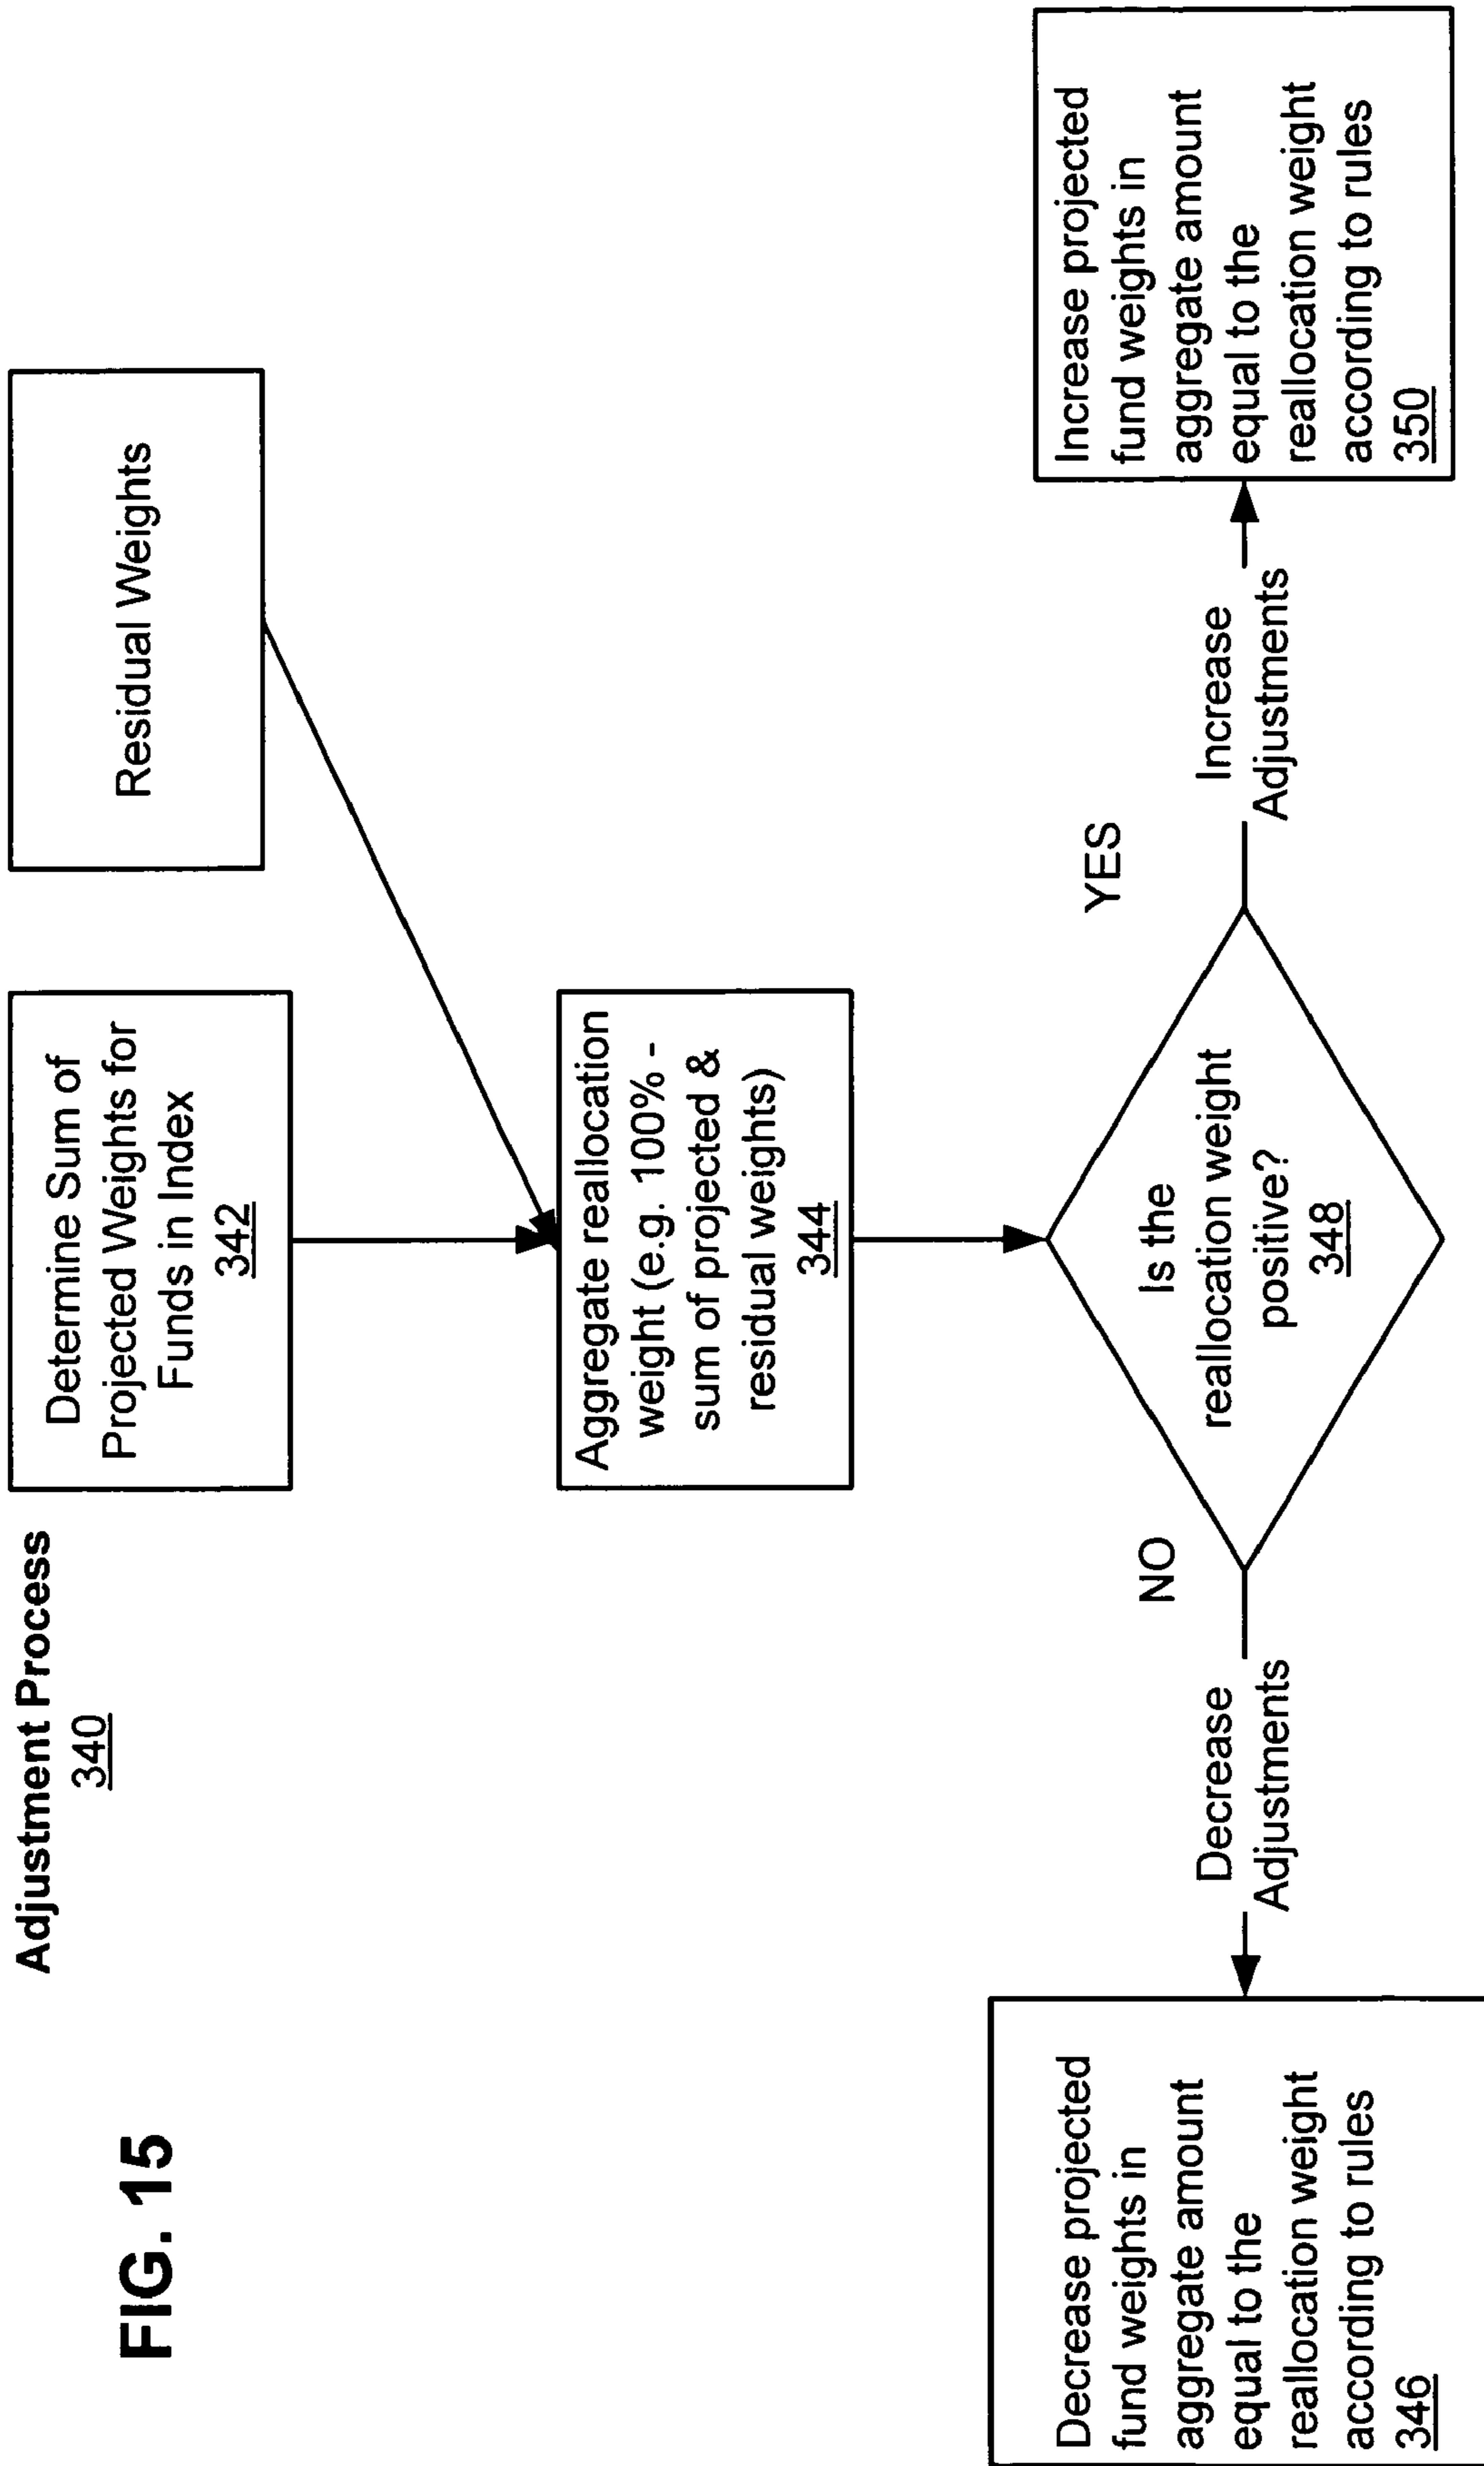 FIG. 15
Adjustment Process
340
Determine Sum of
Projected Weights for
Funds in Index
342
Residual Weights
Aggregate reallocation
weight (e.g. 100% -
sum of projected &
residual weights)
344
Is the
reallocation weight
positive?
348
NO
YES
Decrease
Adjustments
Increase
Adjustments
Decrease projected
fund weights in
aggregate amount
equal to the
reallocation weight
according to rules
346
Increase projected
fund weights in
aggregate amount
equal to the
reallocation weight
according to rules
350